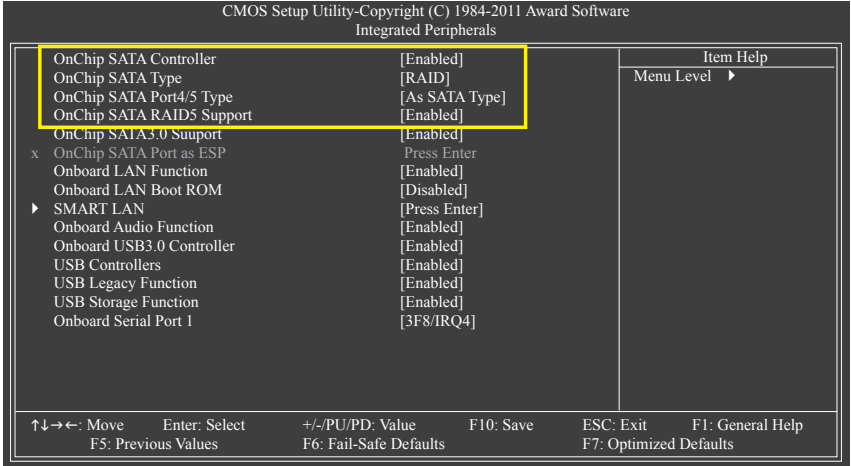 CMOS Setup Utility-Copyright (C) 1984-2011 Award Software
Integrated Peripherals
OnChip SATA Controller [Enabled] Item Help
OnChip SATA Type [RAID] Menu Level
OnChip SATA Port4/5 Type [As SATA Type]
OnChip SATA RAID5 Support [Enabled]
OnChip SATA3.0 Suuport [Enabled]
x OnChip SATA Port as ESP Press Enter
Onboard LAN Function [Enabled]
Onboard LAN Boot ROM [Disabled]
SMART LAN [Press Enter]
Onboard Audio Function [Enabled]
Onboard USB3.0 Controller [Enabled]
USB Controllers [Enabled]
USB Legacy Function [Enabled]
USB Storage Function [Enabled]
Onboard Serial Port 1 [3F8/IRQ4]
↑↓→←: Move Enter: Select +/-/PU/PD: Value F10: Save ESC: Exit F1: General Help
F5: Previous Values F6: Fail-Safe Defaults F7: Optimized Defaults